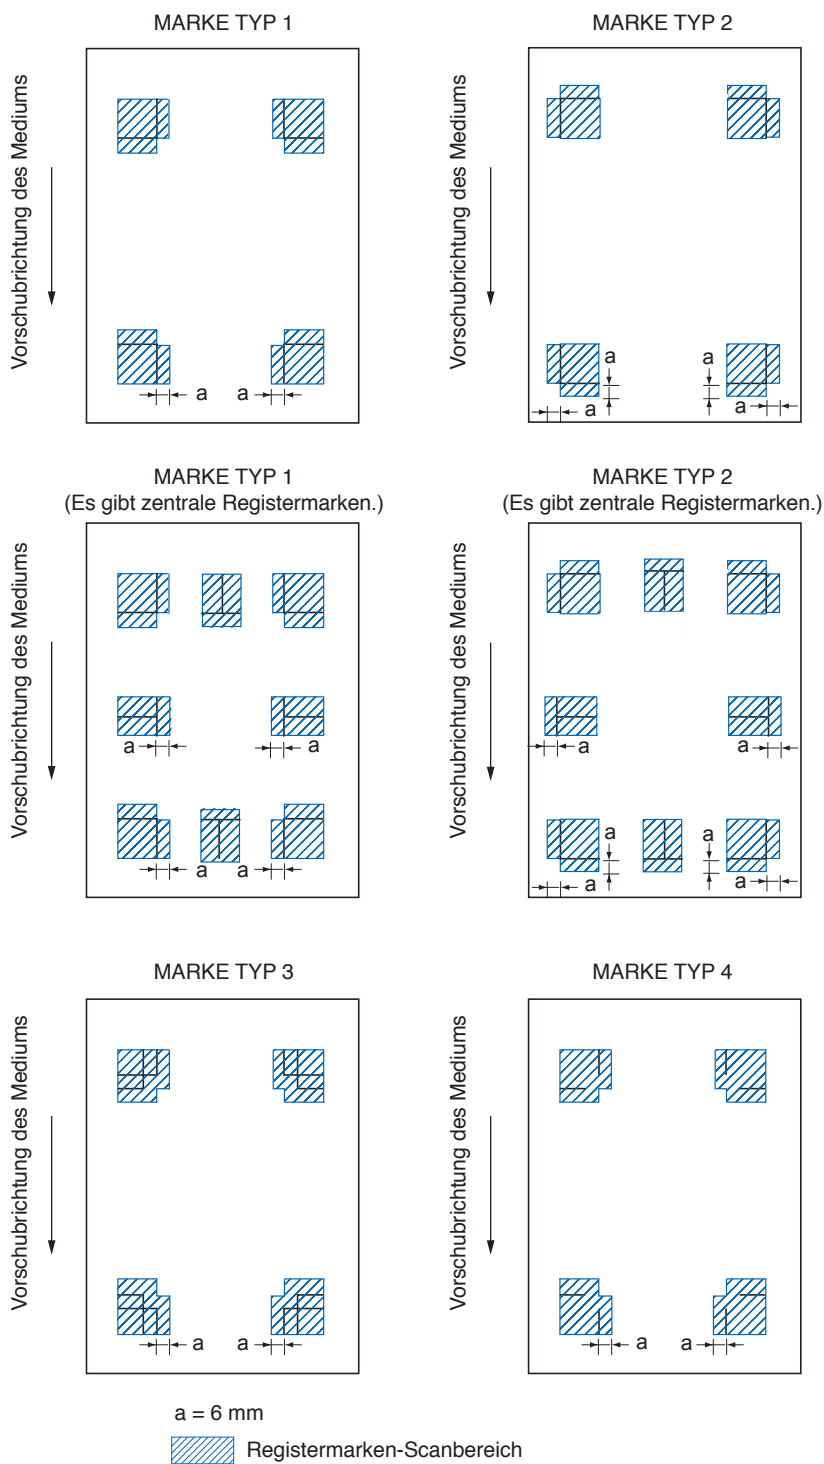 MARKE TYP 1
MARKE TYP 2
Vorschubrichtung des Mediums
a
a
Vorschubrichtung des Mediums
a
a
a
a
MARKE TYP 1
(Es gibt zentrale Registermarken.)
MARKE TYP 2
(Es gibt zentrale Registermarken.)
Vorschubrichtung des Mediums
a
a
a
a
Vorschubrichtung des Mediums
a
a
a
a
a
a
MARKE TYP 3
MARKE TYP 4
Vorschubrichtung des Mediums
a
a
Vorschubrichtung des Mediums
a
a
a = 6 mm
Registermarken-Scanbereich